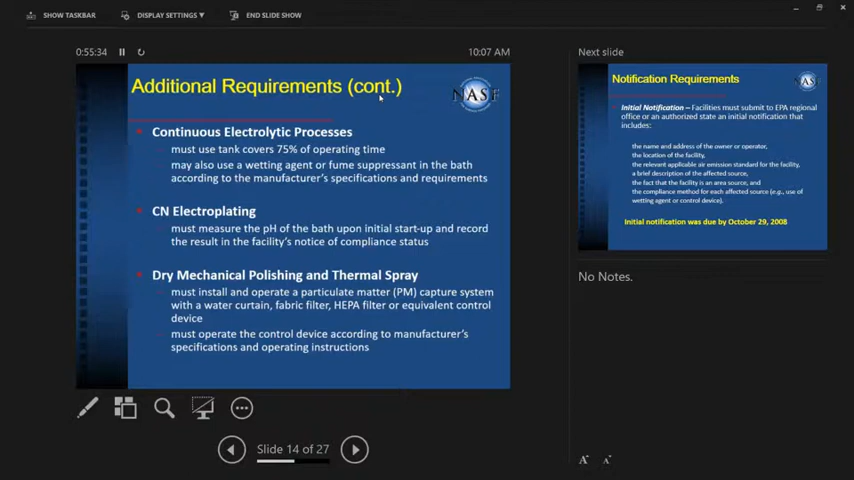 SHOW TASKBAR
DISPLAY SETTINGS ▼
END SLIDE SHOW
0:55:34
10:07 AM
Additional Requirements (cont.)
NASF
Continuous Electrolytic Processes
must use tank covers 75% of operating time
may also use a wetting agent or fume suppressant in the bath
according to the manufacturer's specifications and requirements
CN Electroplating
must measure the pH of the bath upon initial start-up and record
the result in the facility's notice of compliance status
Dry Mechanical Polishing and Thermal Spray
must install and operate a particulate matter (PM) capture system
with a water curtain, fabric filter, HEPA filter or equivalent control
device
must operate the control device according to manufacturer's
specifications and operating instructions
Slide 14 of 27
Next slide
Notification Requirements
NASF
Initial Notification – Facilities must submit to EPA regional
office or an authorized state an initial notification that
includes:
the name and address of the owner or operator,
the location of the facility,
the relevant applicable air emission standard for the facility,
a brief description of the affected source,
the fact that the facility is an area source, and
the compliance method for each affected source (e.g., use of
wetting agent or control device).
Initial notification was due by October 29, 2008
No Notes.
A A